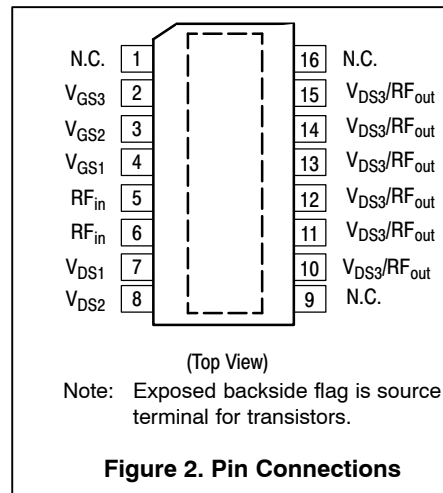 N.C. 1 16 N.C.
V_GS3 2 15 V_DS3/RF_out
V_GS2 3 14 V_DS3/RF_out
V_GS1 4 13 V_DS3/RF_out
RF_in 5 12 V_DS3/RF_out
RF_in 6 11 V_DS3/RF_out
V_DS1 7 10 V_DS3/RF_out
V_DS2 8 9 N.C.
(Top View)
Note: Exposed backside flag is source
terminal for transistors.
Figure 2. Pin Connections